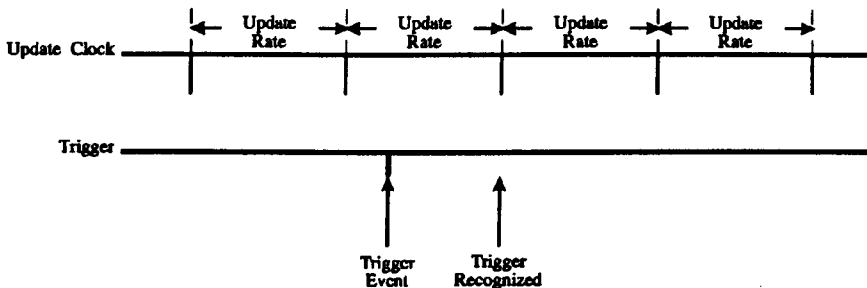 Update Rate
Update Rate
Update Rate
Update Rate
Update Clock
Trigger
Trigger Event
Trigger Recognized